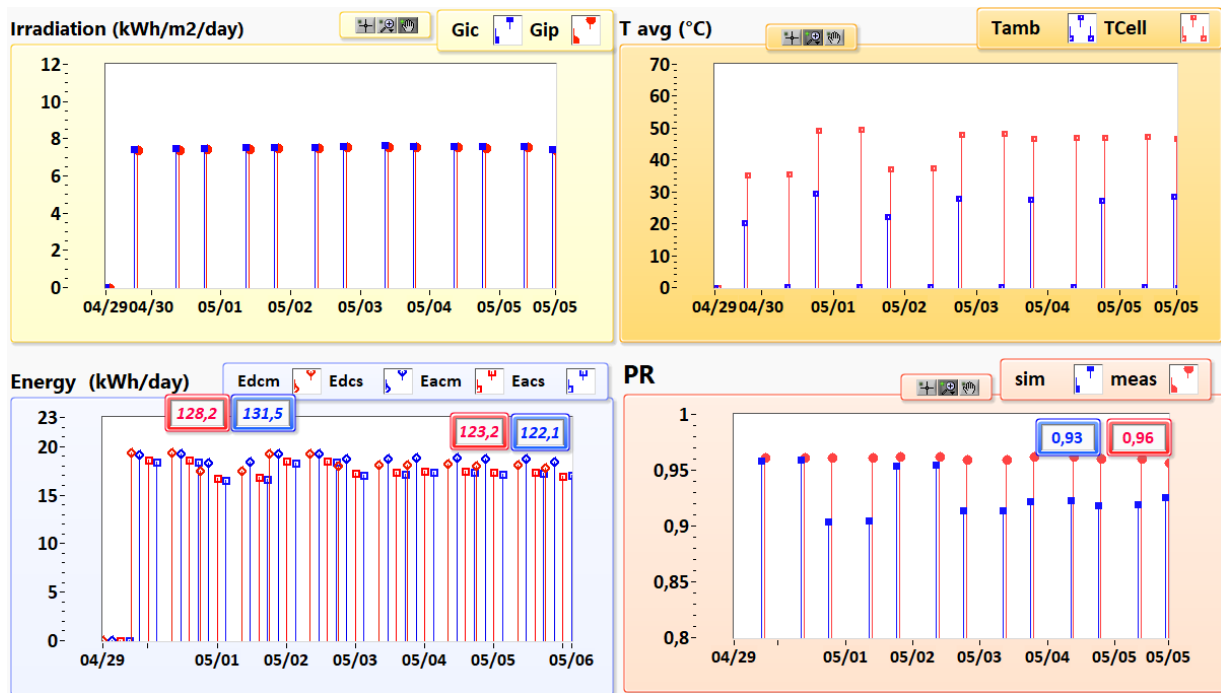 Irradiation (kWh/m2/day)
Gic Gip
12
10
8
6
4
2
0
04/29 04/30 05/01 05/02 05/03 05/04 05/05 05/05
T avg (°C)
Tamb TCell
70
60
50
40
30
20
10
0
04/29 04/30 05/01 05/02 05/03 05/04 05/05 05/05
Energy (kWh/day)
Edcm Edcs Eacm Eacs
128,2 131,5
123,2 122,1
23
20
15
10
5
0
04/29 05/01 05/02 05/03 05/04 05/05 05/06
PR
sim meas
0,93 0,96
1
0,95
0,9
0,85
0,8
04/29 05/01 05/02 05/03 05/04 05/05 05/05